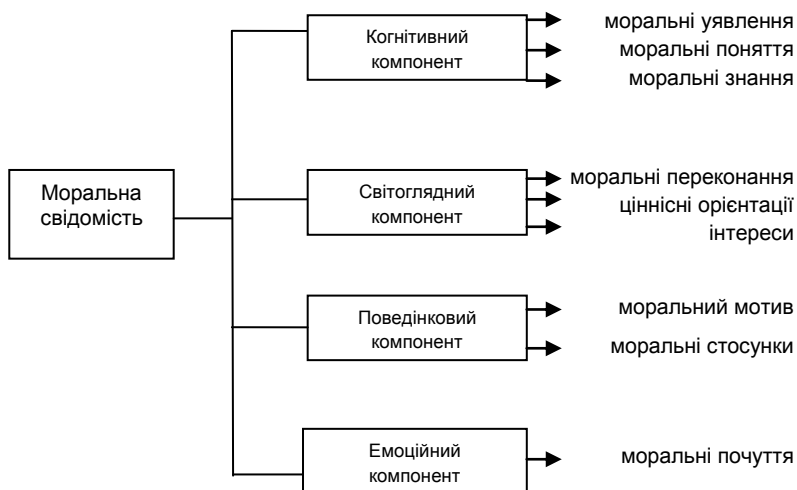 Моральна
свідомість
Когнітивний
компонент
моральні уявлення
моральні поняття
моральні знання
Світоглядний
компонент
моральні переконання
ціннісні орієнтації
інтереси
Поведінковий
компонент
моральний мотив
моральні стосунки
Емоційний
компонент
моральні почуття